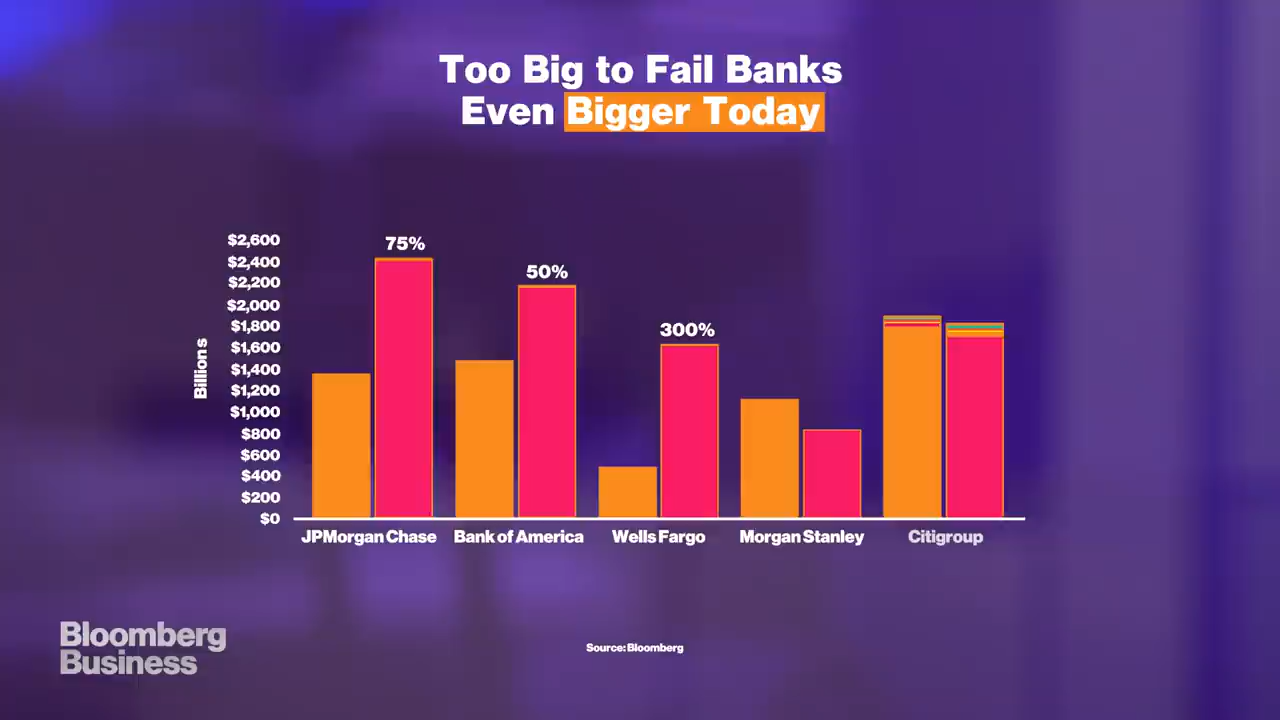 Too Big to Fail Banks
Even Bigger Today
75%
50%
300%
Billions
$2,600
$2,400
$2,200
$2,000
$1,800
$1,600
$1,400
$1,200
$1,000
$800
$600
$400
$200
$0
JPMorgan Chase
Bank of America
Wells Fargo
Morgan Stanley
Citigroup
Bloomberg
Business
Source: Bloomberg